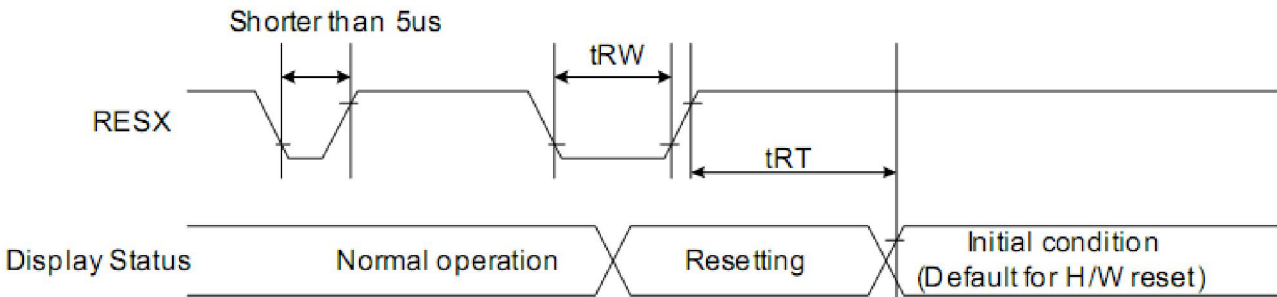 Shorter than 5us
tRW
RESX
tRT
Display Status
Normal operation
Resetting
Initial condition
(Default for H/W reset)